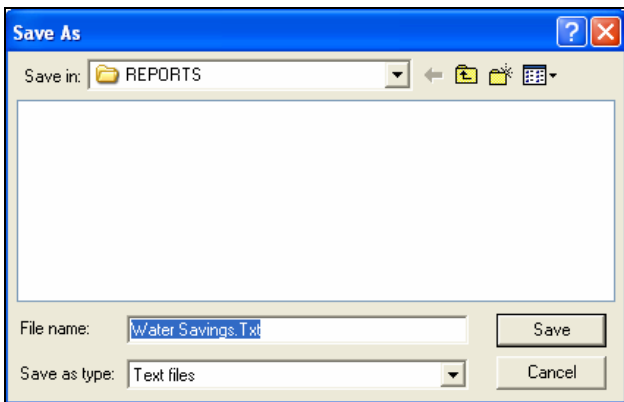 Save As
Save in: REPORTS
File name: Water Savings.Txt Save
Save as type: Text files Cancel